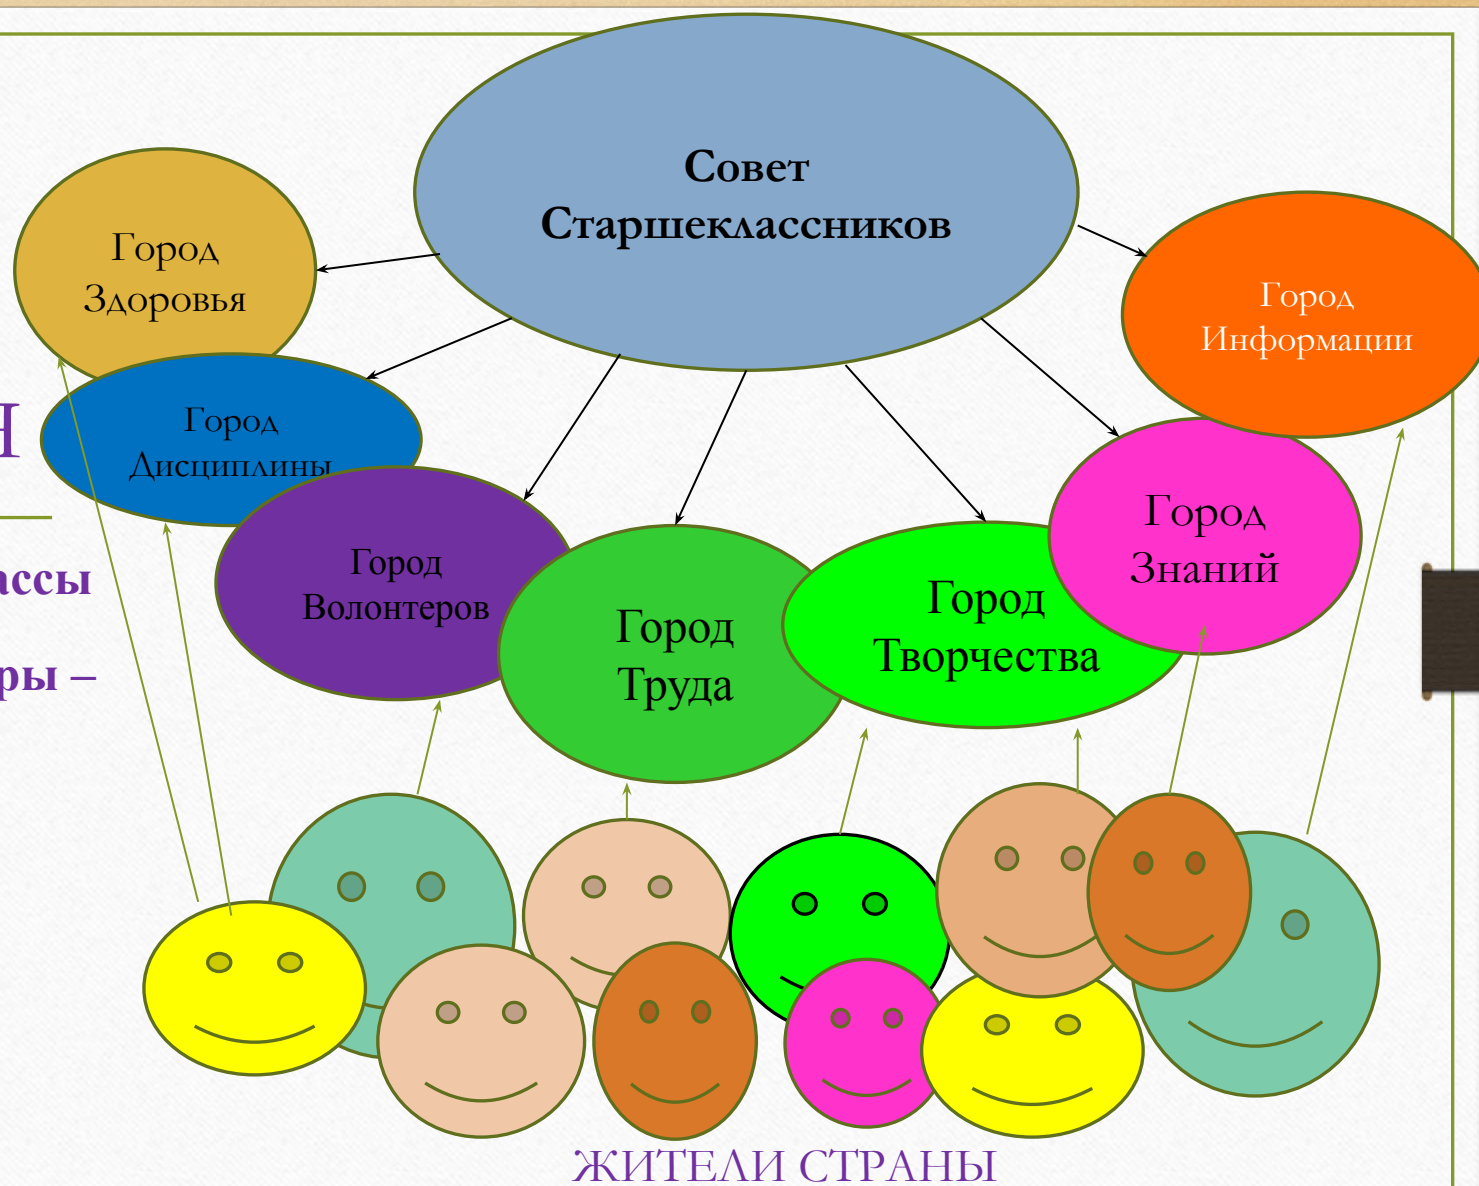 Совет
Старшеклассников
Город
Здоровья
Город
Информации
Город
Дисциплины
Город
Волонтеров
Город
Труда
Город
Творчества
Город
Знаний
ЖИТЕЛИ СТРАНЫ